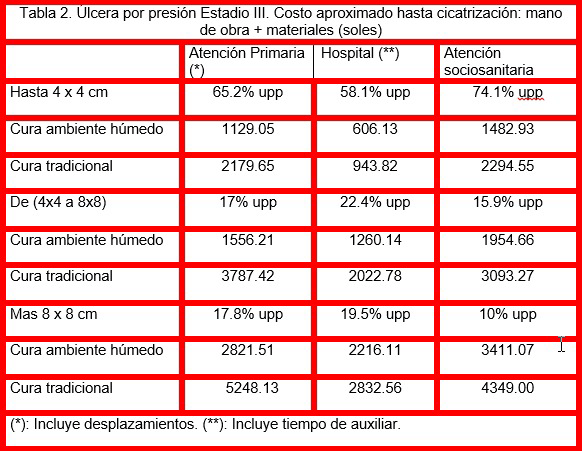 Tabla 2. Úlcera por presión Estadio III. Costo aproximado hasta cicatrización: mano
de obra + materiales (soles)
Atención Primaria (*) Hospital (**) Atención sociosanitaria
Hasta 4 x 4 cm 65.2% upp 58.1% upp 74.1% upp
Cura ambiente húmedo 1129.05 606.13 1482.93
Cura tradicional 2179.65 943.82 2294.55
De (4x4 a 8x8) 17% upp 22.4% upp 15.9% upp
Cura ambiente húmedo 1556.21 1260.14 1954.66
Cura tradicional 3787.42 2022.78 3093.27
Mas 8 x 8 cm 17.8% upp 19.5% upp 10% upp
Cura ambiente húmedo 2821.51 2216.11 3411.07
Cura tradicional 5248.13 2832.56 4349.00
(*): Incluye desplazamientos. (**): Incluye tiempo de auxiliar.